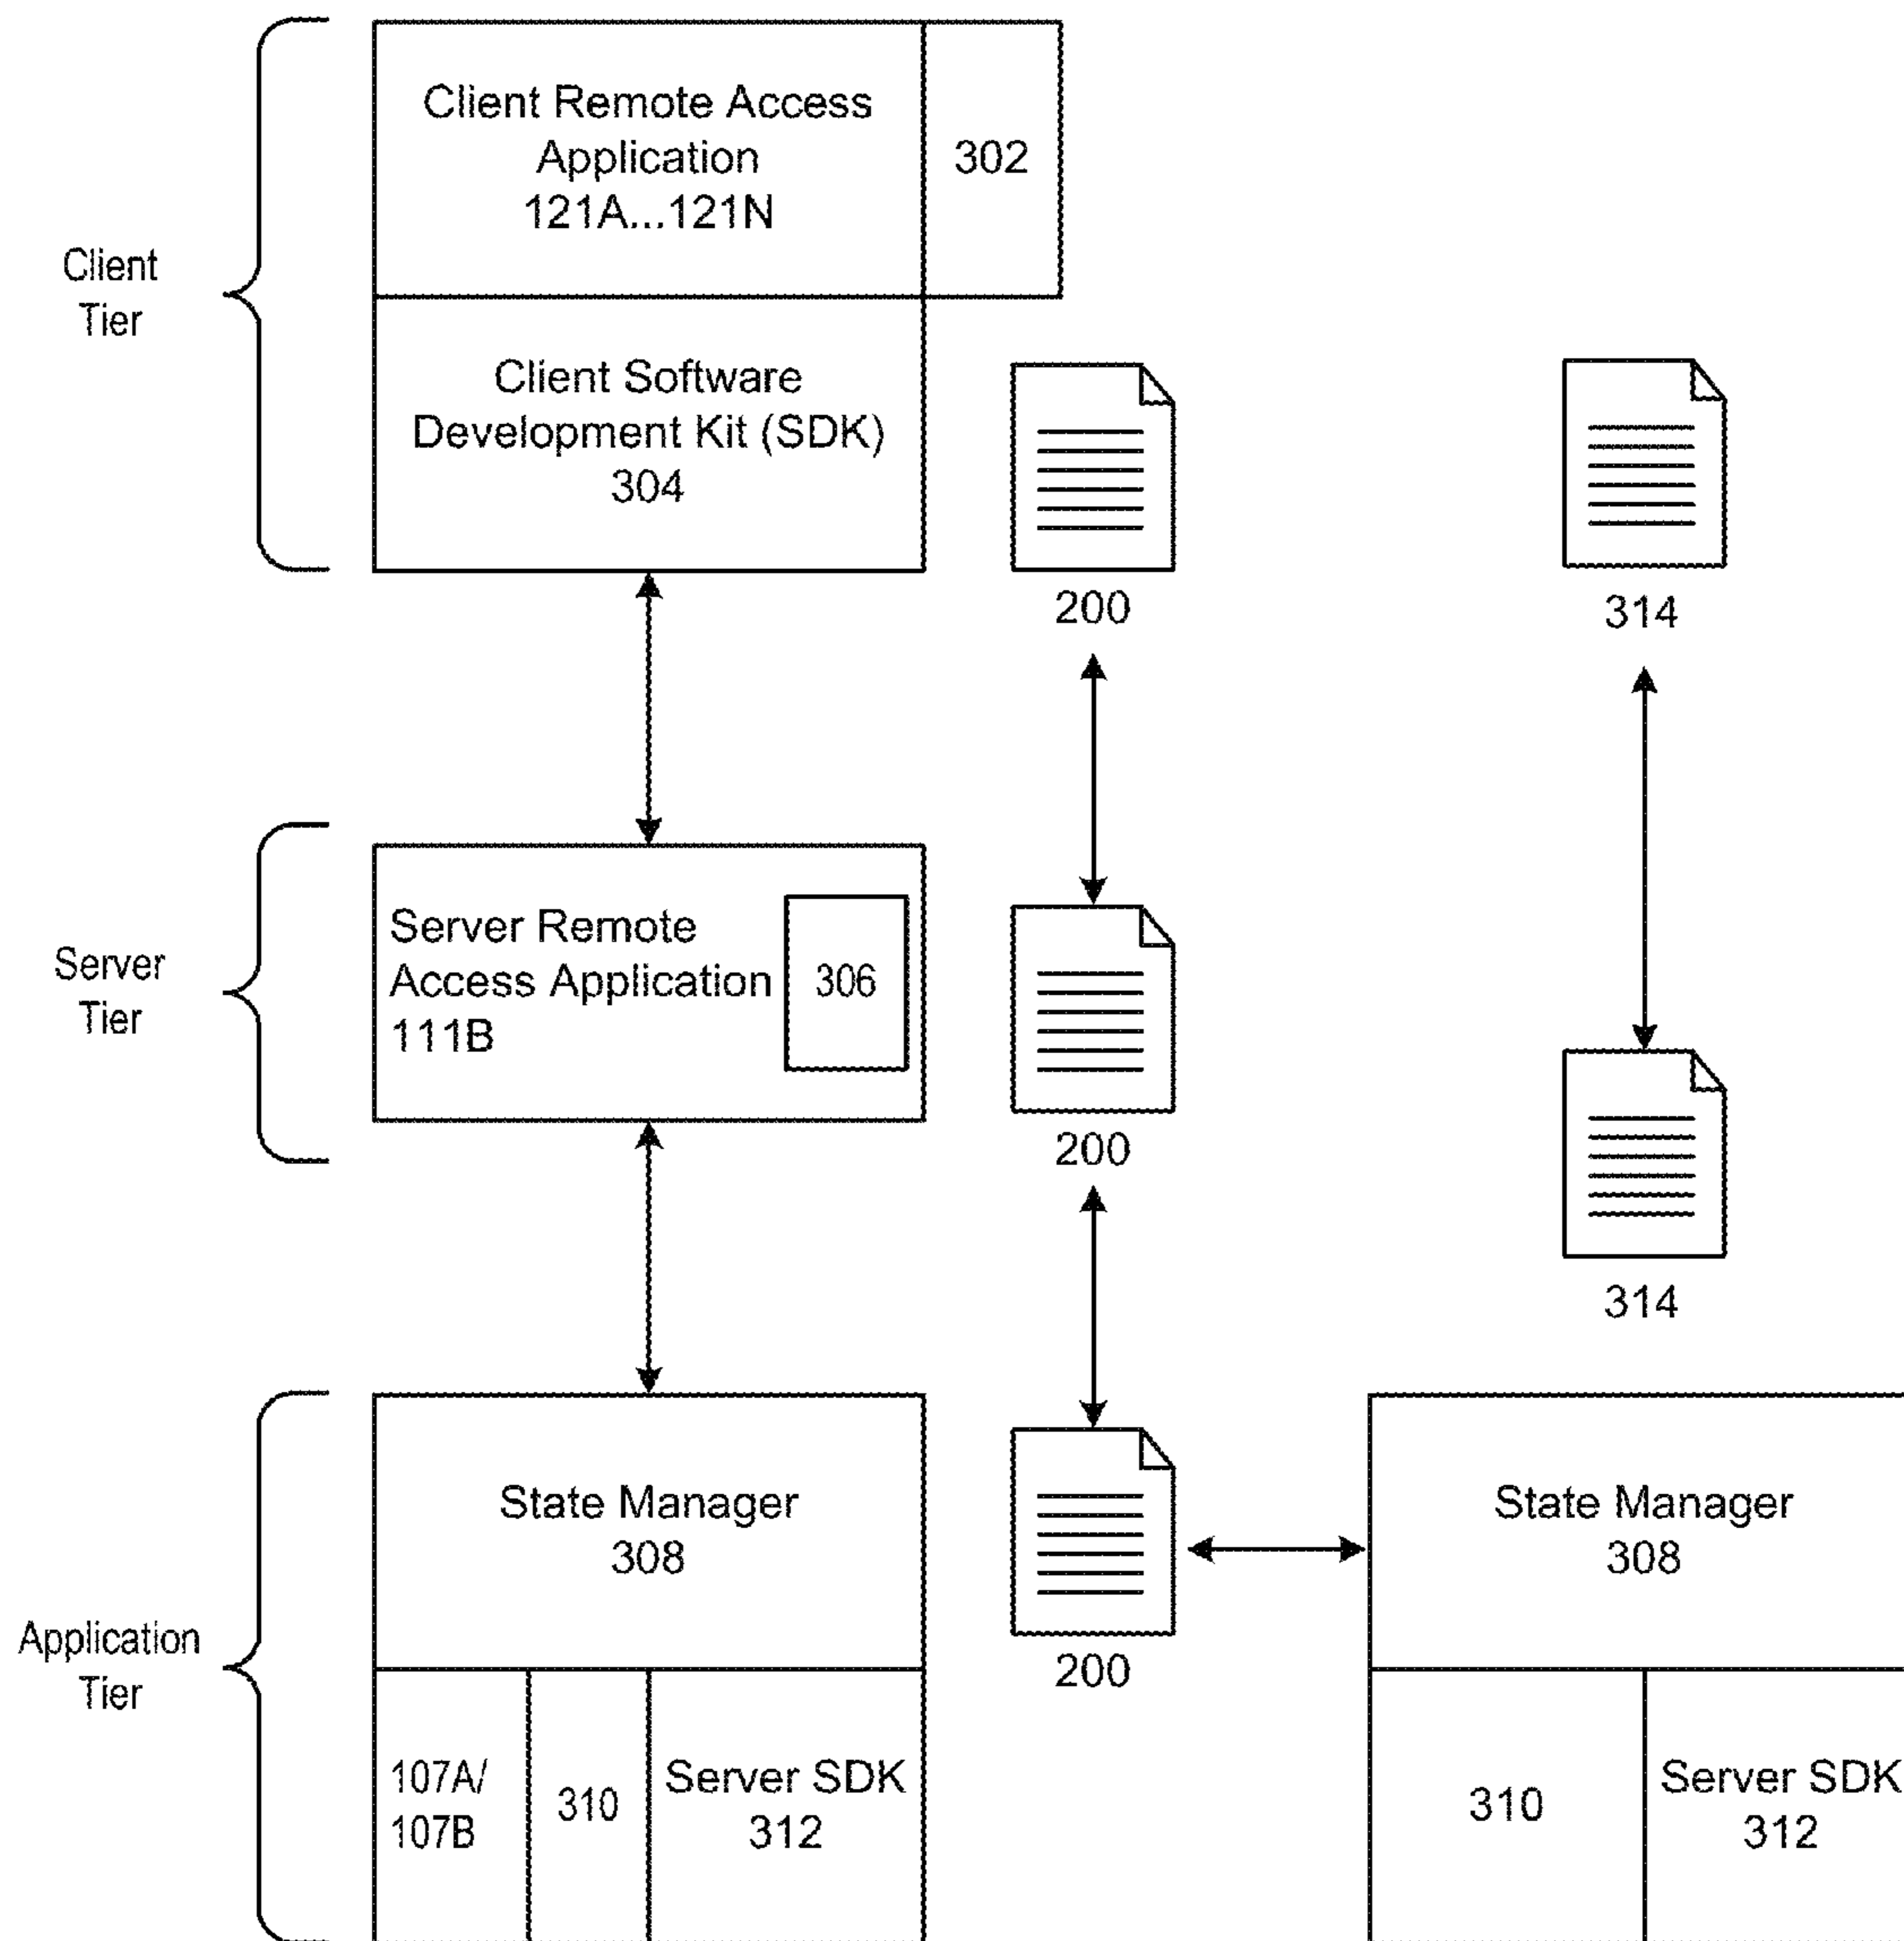 Client Remote Access
Application
121A...121N
302
Client
Tier
Client Software
Development Kit (SDK)
304
200
314
Server Remote
Access Application
111B
306
Server
Tier
200
314
State Manager
308
State Manager
308
Application
Tier
200
107A/
107B
310
Server SDK
312
310
Server SDK
312